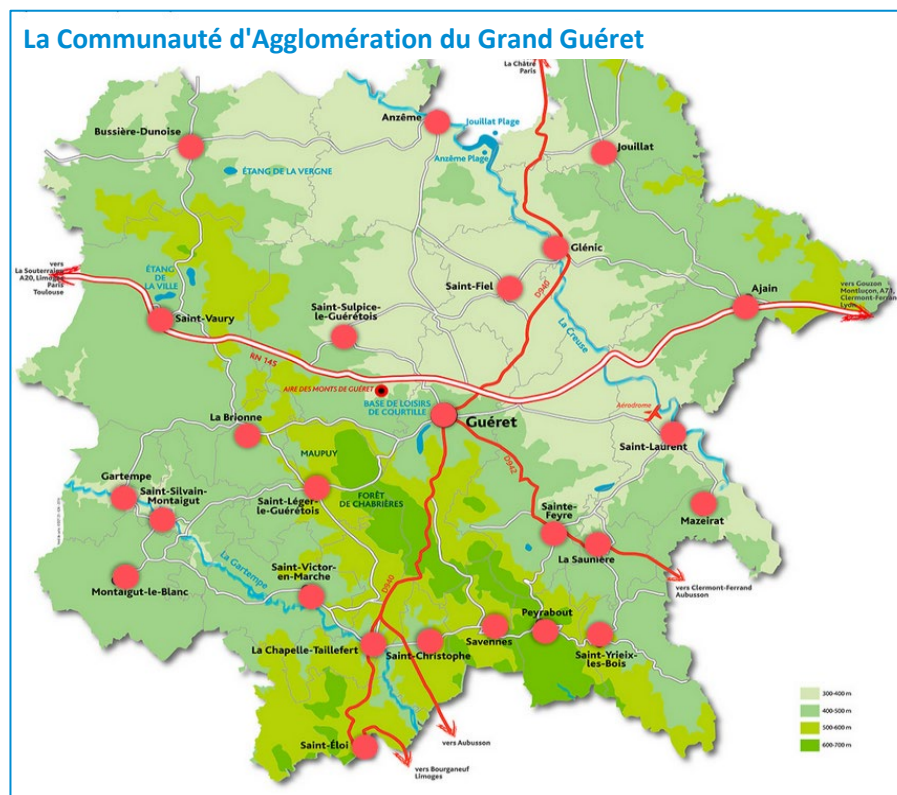 La Communauté d'Agglomération du Grand Guéret
La Châtre
Paris
Anzême
Jouillat Plage
Bussière-Dunoise
Jouillat
Anzême Plage
ÉTANG DE LA VERGNE
Glénic
vers
La Souterraine
A20, Limoges
Paris
Toulouse
ÉTANG
DE
LA VILLE
Saint-Fiel
D940
Ajain
vers Gouzon
Montluçon, A71,
Clermont-Ferrand
Lyon
Saint-Sulpice-
le-Guérétois
Saint-Vaury
La Creuse
RN 145
AIRE DES MONTS DE GUÉRET
BASE DE LOISIRS
DE COURTILLE
Aérodrome
La Brionne
Guéret
Saint-Laurent
MAUPUY
D942
Gartempe
Saint-Silvain-
Montaigut
Saint-Léger-
le-Guérétois
FORÊT
DE CHABRIÈRES
Sainte-
Feyre
Mazeirat
La Saunière
La Gartempe
Saint-Victor-
en-Marche
D940
Montaigut-le-Blanc
vers Clermont-Ferrand
Aubusson
Peyrabout
La Chapelle-Taillefert
Saint-Christophe
Savennes
Saint-Yrieix-
les-Bois
300-400 m
400-500 m
500-600 m
600-700 m
Saint-Éloi
vers Aubusson
vers Bourganeuf
Limoges